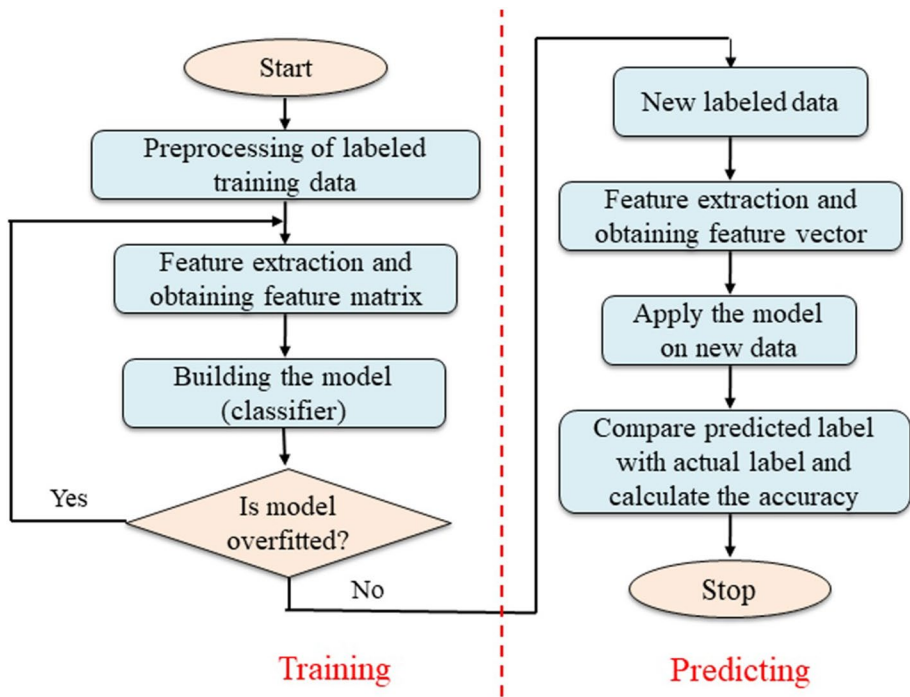 Start
Preprocessing of labeled
training data
Feature extraction and
obtaining feature matrix
Building the model
(classifier)
Is model
overfitted?
Yes
No
Training
New labeled data
Feature extraction and
obtaining feature vector
Apply the model
on new data
Compare predicted label
with actual label and
calculate the accuracy
Stop
Predicting